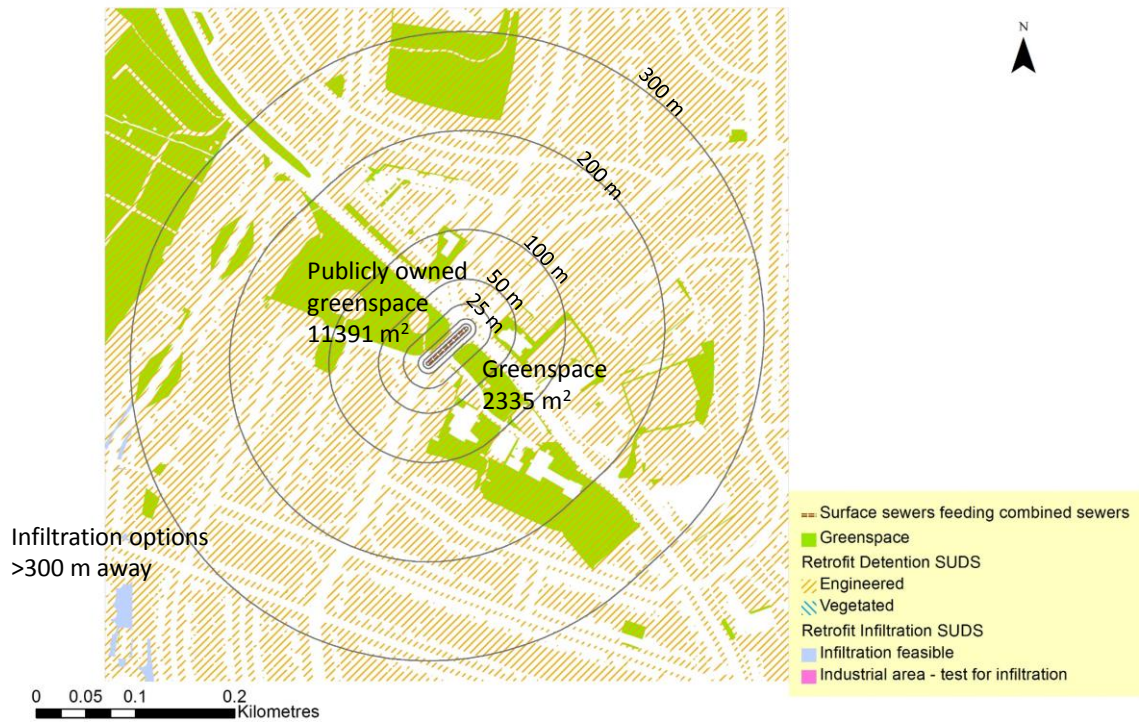 N
300 m
200 m
100 m
50 m
25 m
Publicly owned
greenspace
11391 m²
Greenspace
2335 m²
Infiltration options
>300 m away
Surface sewers feeding combined sewers
Greenspace
Retrofit Detention SUDS
Engineered
Vegetated
Retrofit Infiltration SUDS
Infiltration feasible
Industrial area - test for infiltration
0 0.05 0.1 0.2
Kilometres